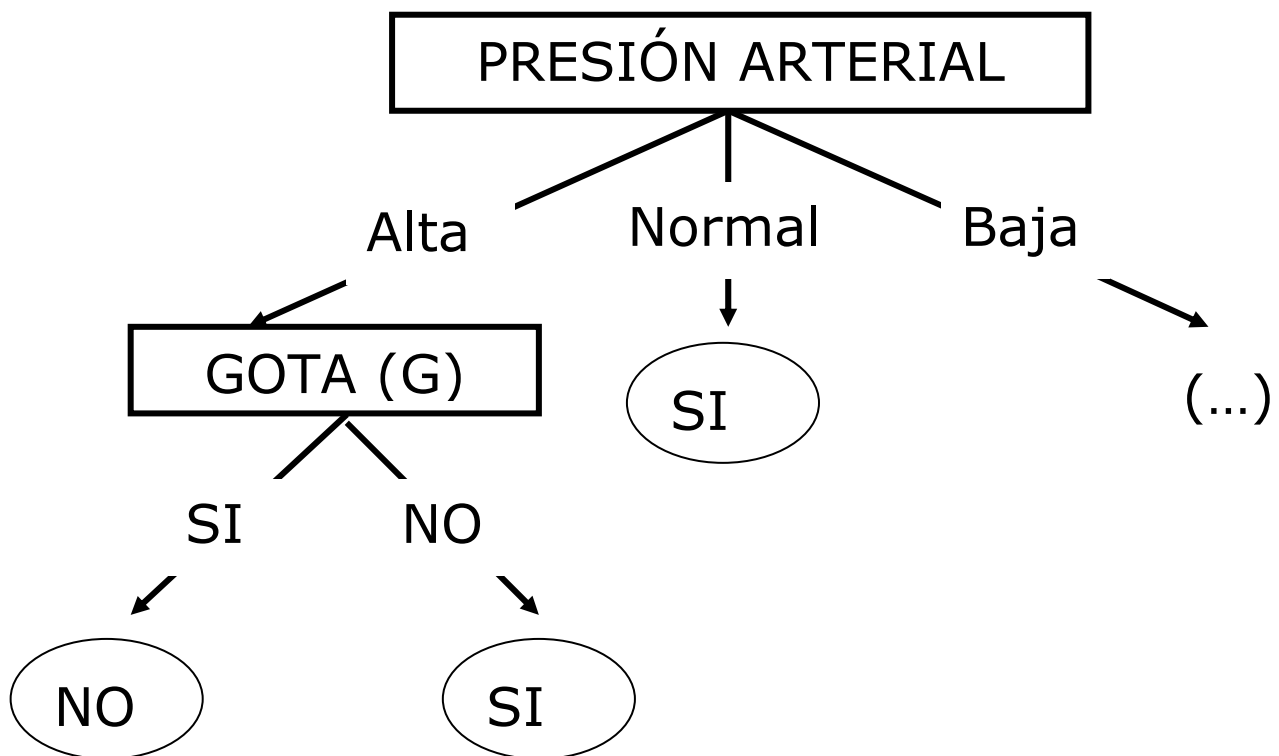 PRESIÓN ARTERIAL
Alta
Normal
Baja
GOTA (G)
SI
(...)
SI
NO
NO
SI